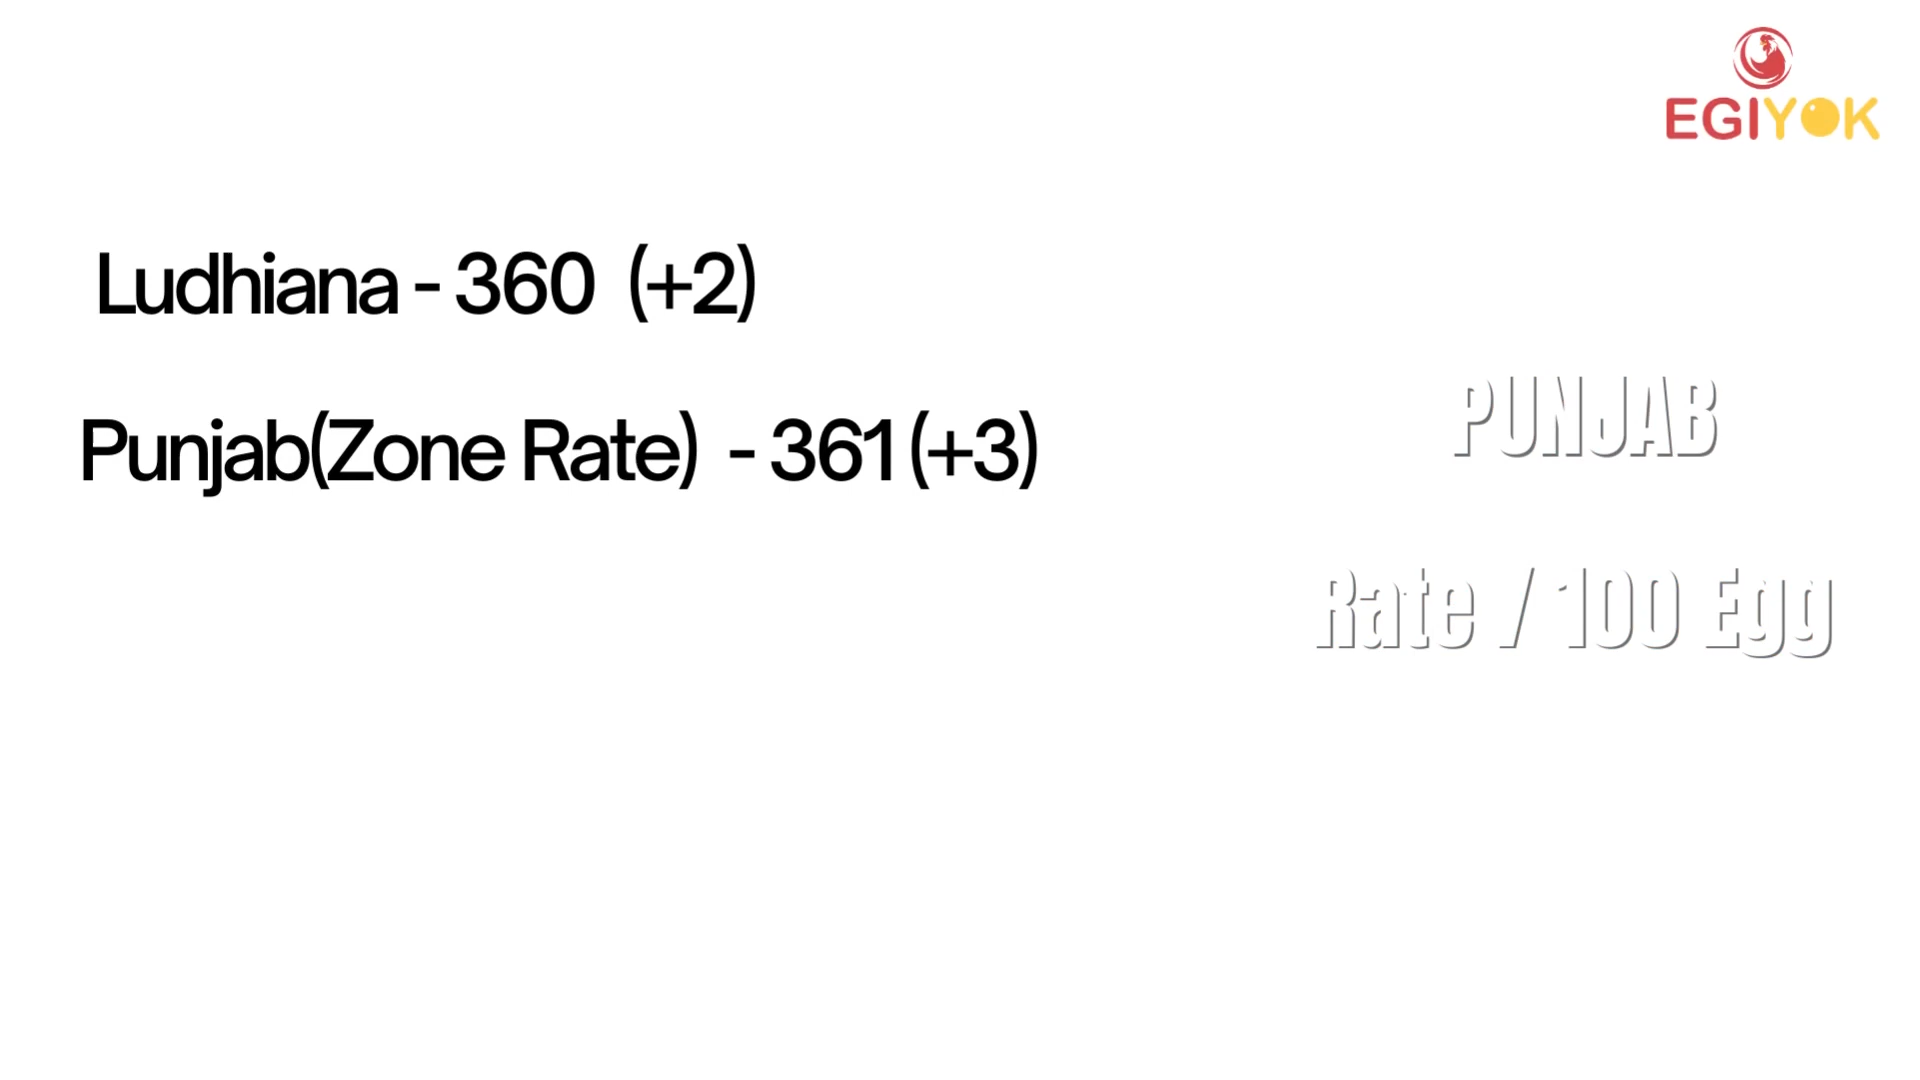 EGIYOK
Ludhiana - 360 (+2)
Punjab(Zone Rate) - 361 (+3)
PUNJAB
Rate / 100 Egg